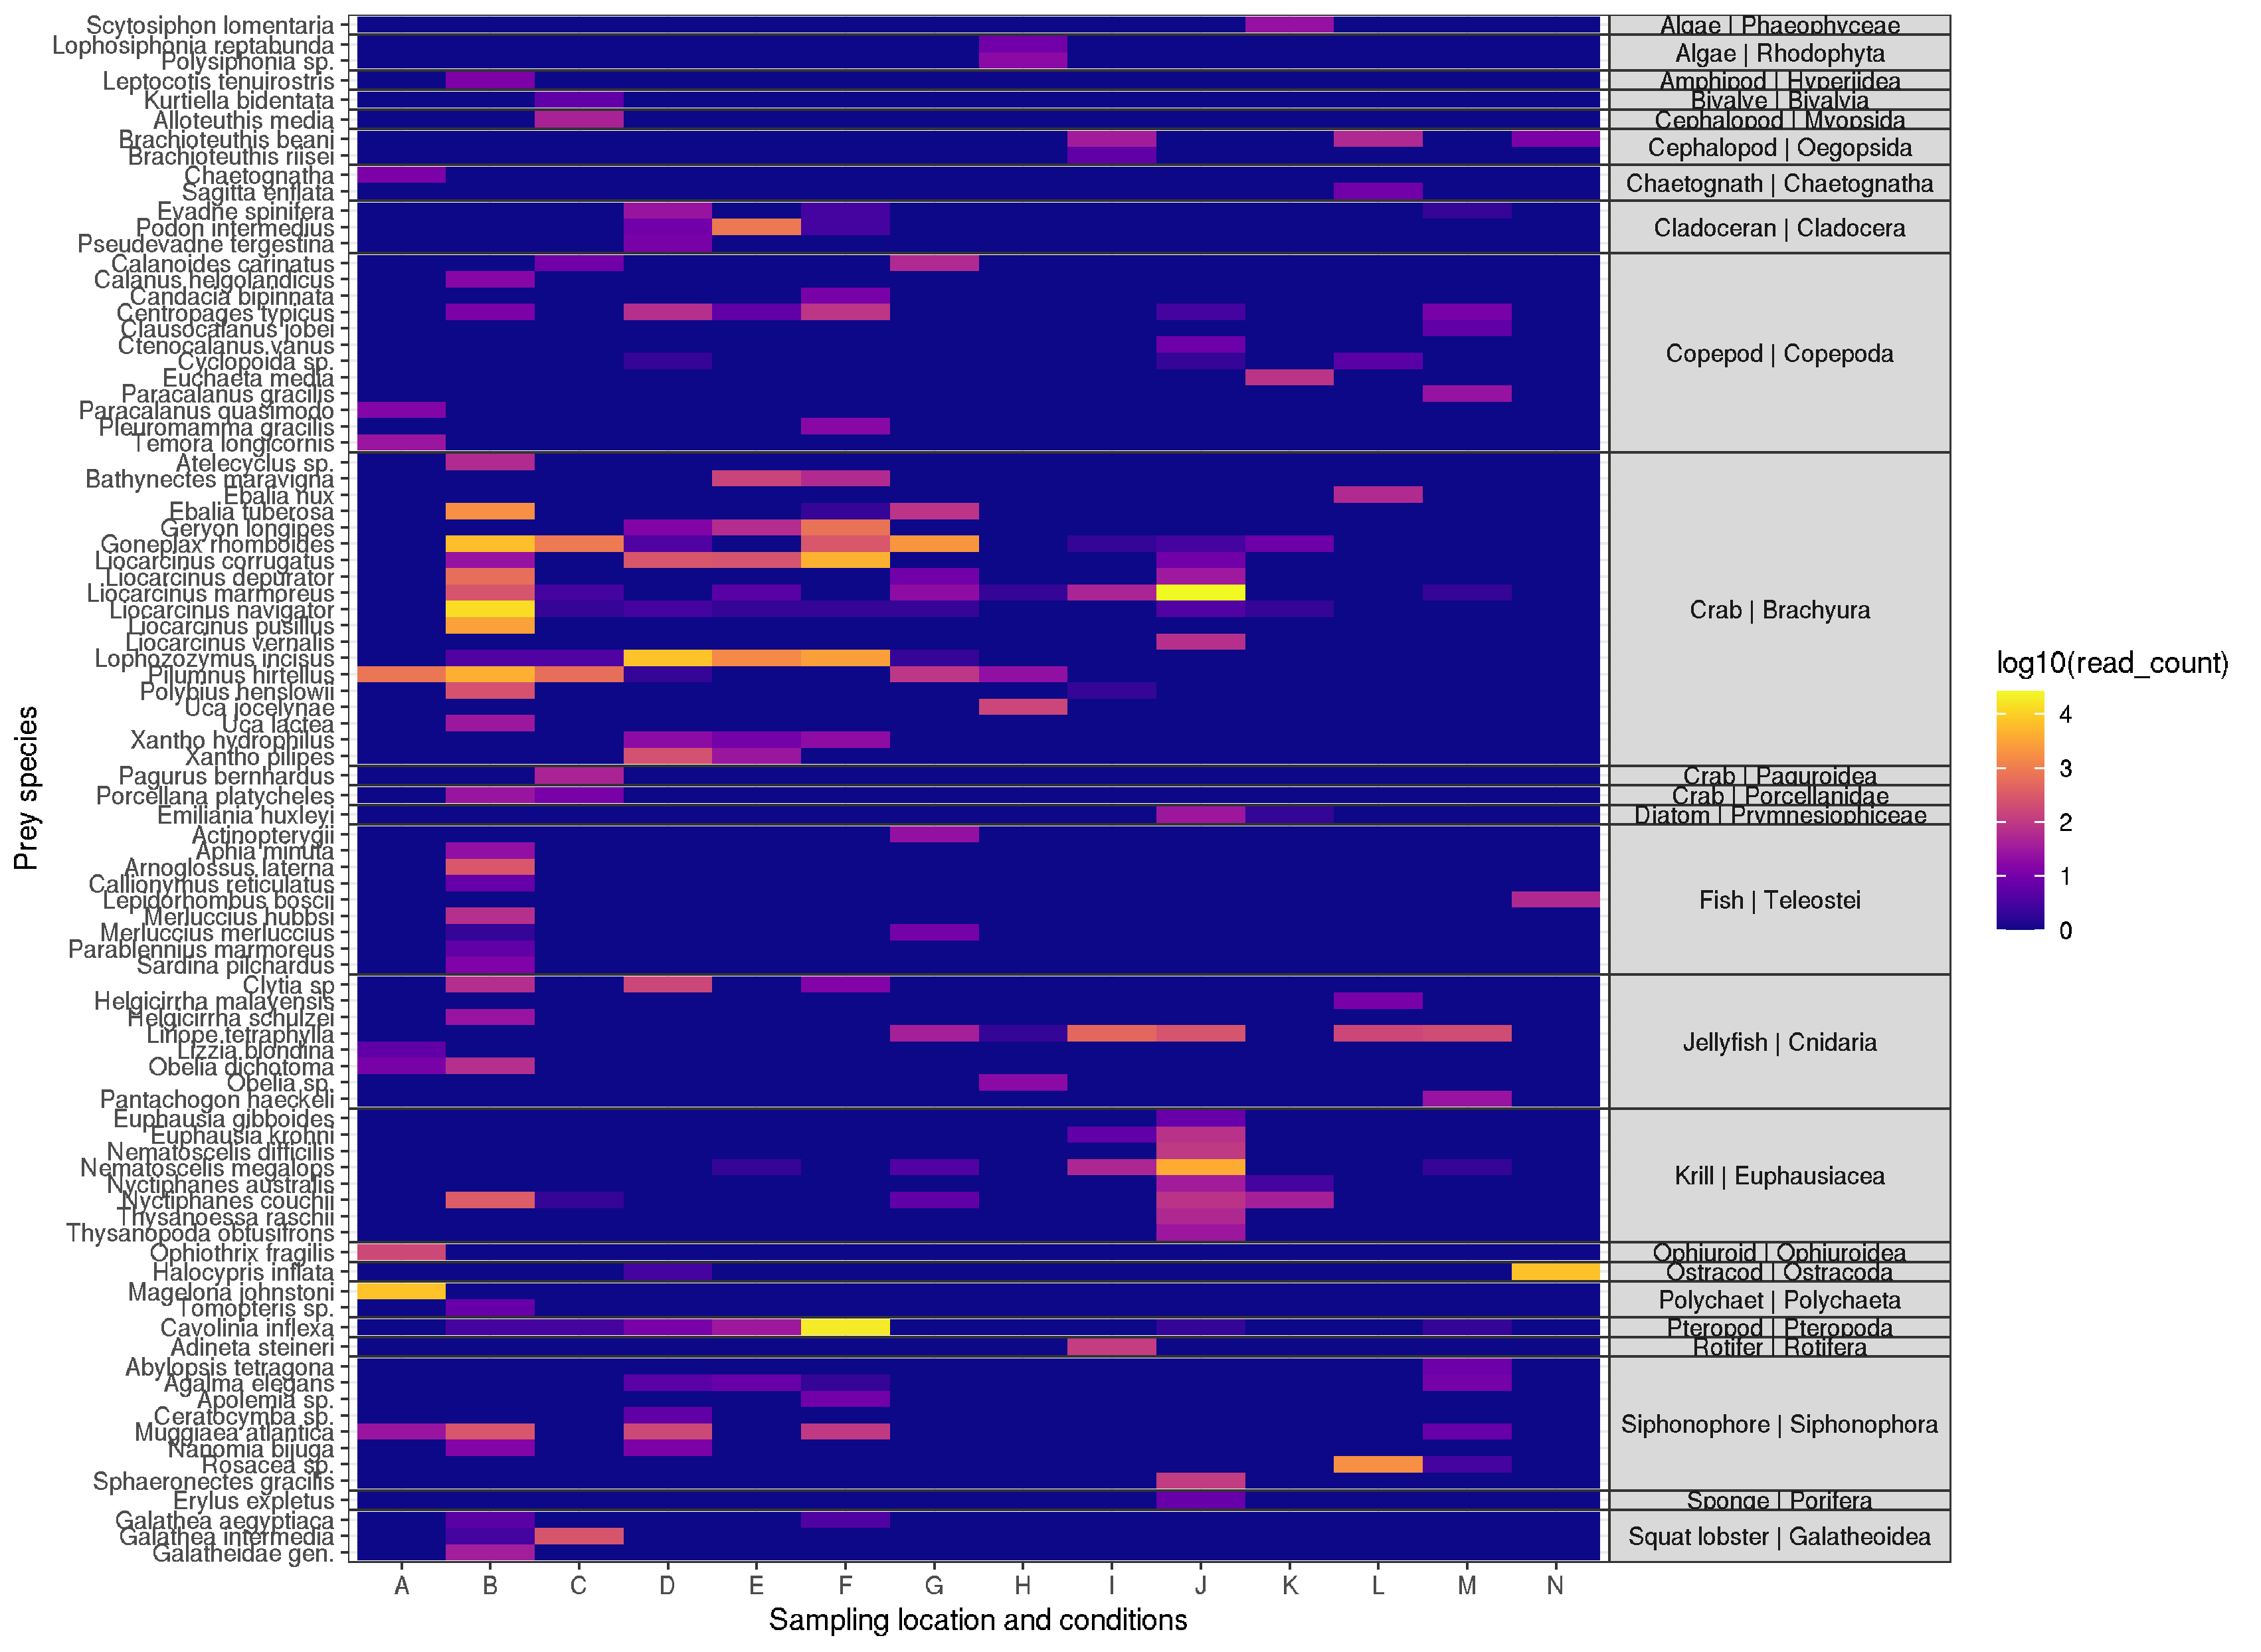 Scytosiphon lomentaria
Algae | Phaeophyceae
Lophosiphonia reptabunda
Polysiphonia sp.
Algae | Rhodophyta
Leptocotis tenuirostris
Amphipod | Hyperiidea
Kurtiella bidentata
Bivalve | Bivalvia
Alloteuthis media
Cephalopod | Myopsida
Brachioteuthis beani
Brachioteuthis riisei
Cephalopod | Oegopsida
Chaetognatha
Sagitta enflata
Chaetognath | Chaetognatha
Evadne spinifera
Podon intermedius
Pseudevadne tergestina
Cladoceran | Cladocera
Calanoides carinatus
Calanus helgolandicus
Candacia bipinnata
Centropages typicus
Clausocalanus jobei
Ctenocalanus vanus
Cyclopoida sp.
Euchaeta media
Paracalanus gracilis
Paracalanus quasimodo
Pleuromamma gracilis
Temora longicornis
Copepod | Copepoda
Atelecyclus sp.
Bathynectes maravigna
Ebalia nux
Ebalia tuberosa
Geryon longipes
Goneplax rhomboides
Liocarcinus corrugatus
Liocarcinus depurator
Liocarcinus marmoreus
Liocarcinus navigator
Liocarcinus pusillus
Liocarcinus vernalis
Lophozozymus incisus
Pilumnus hirtellus
Polybius henslowii
Uca jocelynae
Uca lactea
Xantho hydrophilus
Xantho pilipes
Crab | Brachyura
Pagurus bernhardus
Crab | Paguroidea
Porcellana platycheles
Crab | Porcellanidae
Emiliania huxleyi
Diatom | Prymnesiophiceae
Actinopterygii
Aphia minuta
Arnoglossus laterna
Callionymus reticulatus
Lepidorhombus boscii
Merluccius hubbsi
Merluccius merluccius
Parablennius marmoreus
Sardina pilchardus
Fish | Teleostei
Clytia sp
Helgicirrha malayensis
Helgicirrha schulzei
Liriope tetraphylla
Lizzia blondina
Obelia dichotoma
Obelia sp.
Pantachogon haeckeli
Jellyfish | Cnidaria
Euphausia gibboides
Euphausia krohni
Nematoscelis difficilis
Nematoscelis megalops
Nyctiphanes australis
Nyctiphanes couchii
Thysanoessa raschii
Thysanopoda obtusifrons
Krill | Euphausiacea
Ophiothrix fragilis
Ophiuroid | Ophiuroidea
Halocypris inflata
Ostracod | Ostracoda
Magelona johnstoni
Tomopteris sp.
Polychaet | Polychaeta
Cavolinia inflexa
Pteropod | Pteropoda
Adineta steineri
Rotifer | Rotifera
Abylopsis tetragona
Agalma elegans
Apolemia sp.
Ceratocymba sp.
Muggiaea atlantica
Nanomia bijuga
Rosacea sp.
Sphaeronectes gracilis
Siphonophore | Siphonophora
Erylus expletus
Sponge | Porifera
Galathea aegyptiaca
Galathea intermedia
Galatheidae gen.
Squat lobster | Galatheoidea
A B C D E F G H I J K L M N
Sampling location and conditions
Prey species
log10(read_count)
4
3
2
1
0